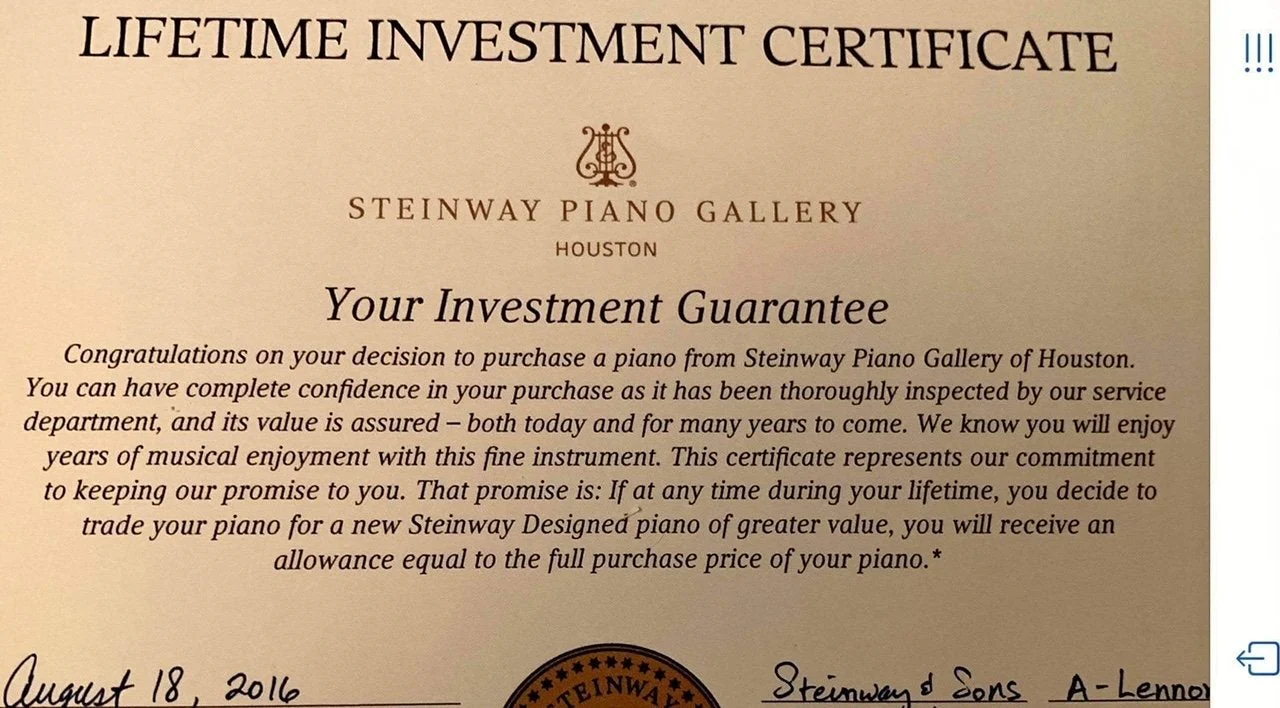 LIFETIME INVESTMENT CERTIFICATE
STEINWAY PIANO GALLERY
HOUSTON
Your Investment Guarantee
Congratulations on your decision to purchase a piano from Steinway Piano Gallery of Houston.
You can have complete confidence in your purchase as it has been thoroughly inspected by our service
department, and its value is assured – both today and for many years to come. We know you will enjoy
years of musical enjoyment with this fine instrument. This certificate represents our commitment
to keeping our promise to you. That promise is: If at any time during your lifetime, you decide to
trade your piano for a new Steinway Designed piano of greater value, you will receive an
allowance equal to the full purchase price of your piano.*
August 18, 2016
STEINWAY
Steinway & Sons A-Lennox